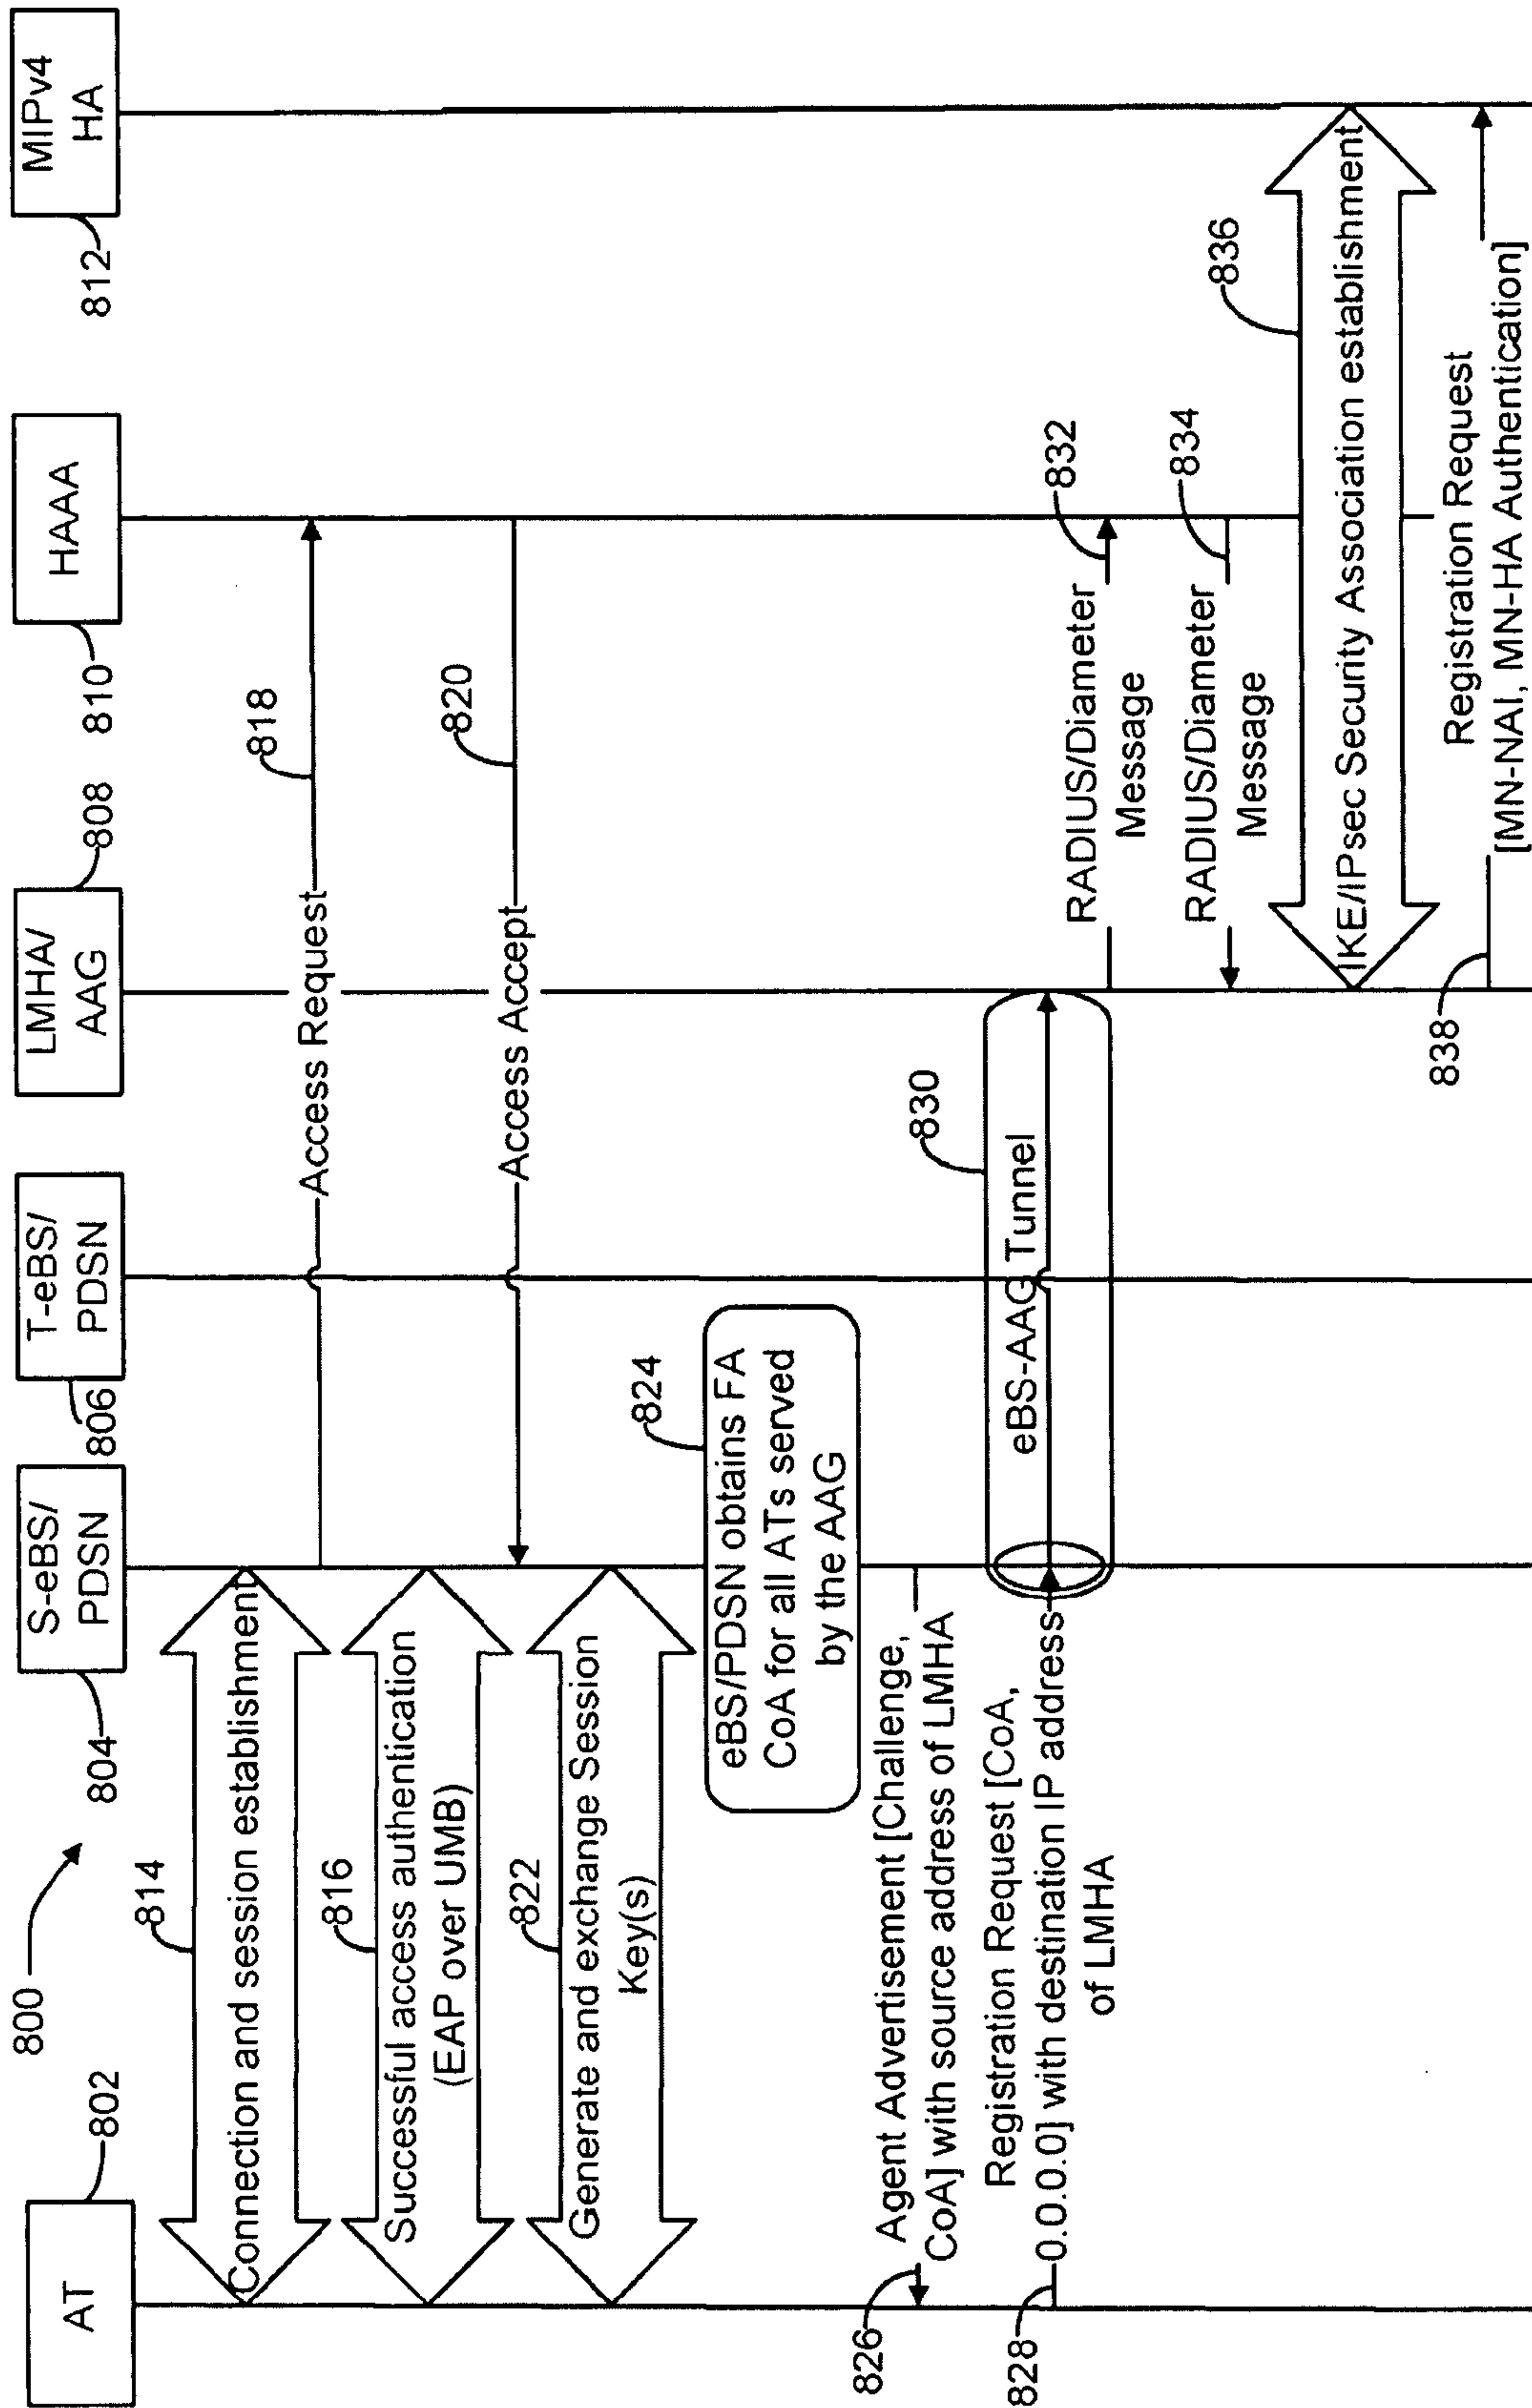 800
AT
802
S-eBS/
PDSN
804
T-eBS/
PDSN
806
LMHA/
AAG
808
HAAA
810
MIPv4
HA
812
814
Connection and session establishment
818
Access Request
816
Successful access authentication
(EAP over UMB)
820
Access Accept
822
Generate and exchange Session
Key(s)
824
eBS/PDSN obtains FA
CoA for all ATs served
by the AAG
826
Agent Advertisement [Challenge,
CoA] with source address of LMHA
828
Registration Request [CoA,
0.0.0.0] with destination IP address
of LMHA
830
eBS-AAG Tunnel
832
RADIUS/Diameter
Message
834
RADIUS/Diameter
Message
836
IKE/IPsec Security Association establishment
838
Registration Request
[MN-NAI, MN-HA Authentication]